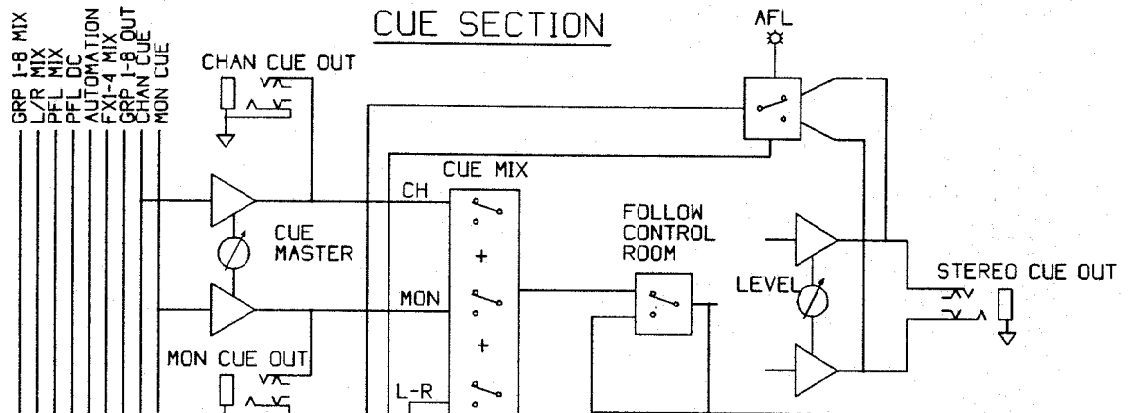 GRP 1-8 MIX
L/R MIX
PFL MIX
PFL DC
AUTOMATION
FX1-4 MIX
GRP 1-8 OUT
CHAN CUE
MON CUE
CUE SECTION
AFL
CHAN CUE OUT
CUE MIX
CH
CUE
MASTER
FOLLOW
CONTROL
ROOM
+
LEVEL
STEREO CUE OUT
MON
+
MON CUE OUT
L-R